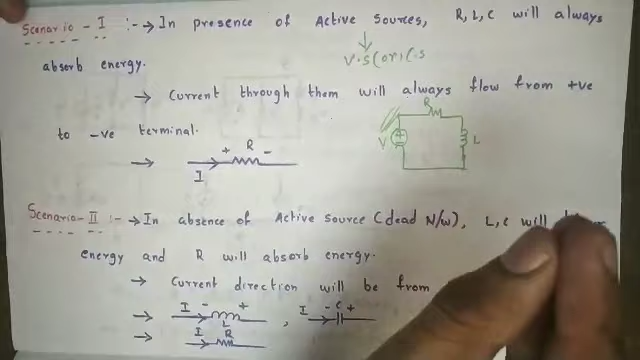 Scenario - I :- → In presence of Active Sources, R, L, C will always
absorb energy.
V.S (or) C.S
→ Current through them will always flow from +ve
to -ve terminal.
R
V
L
→ + R -
I
Scenario - II :- → In absence of Active source (dead N/w), L, C will
energy and R will absorb energy.
→ Current direction will be from
→ I - + L , I - C +
→ I R